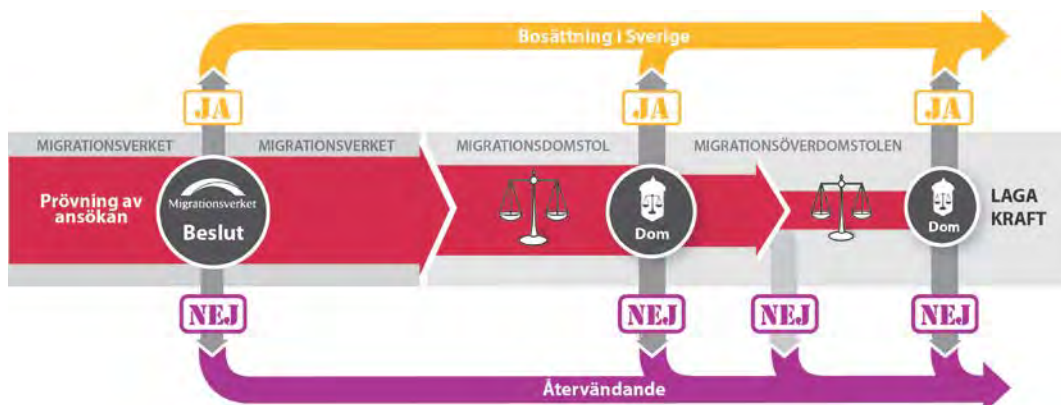 Bosättning i Sverige
JA
JA
JA
MIGRATIONSVERKET
MIGRATIONSVERKET
MIGRATIONSDOMSTOL
MIGRATIONSÖVERDOMSTOLEN
Prövning av
ansökan
Migrationsverket
Beslut
Dom
Dom
LAGA
KRAFT
NEJ
NEJ
NEJ
NEJ
Återvändande